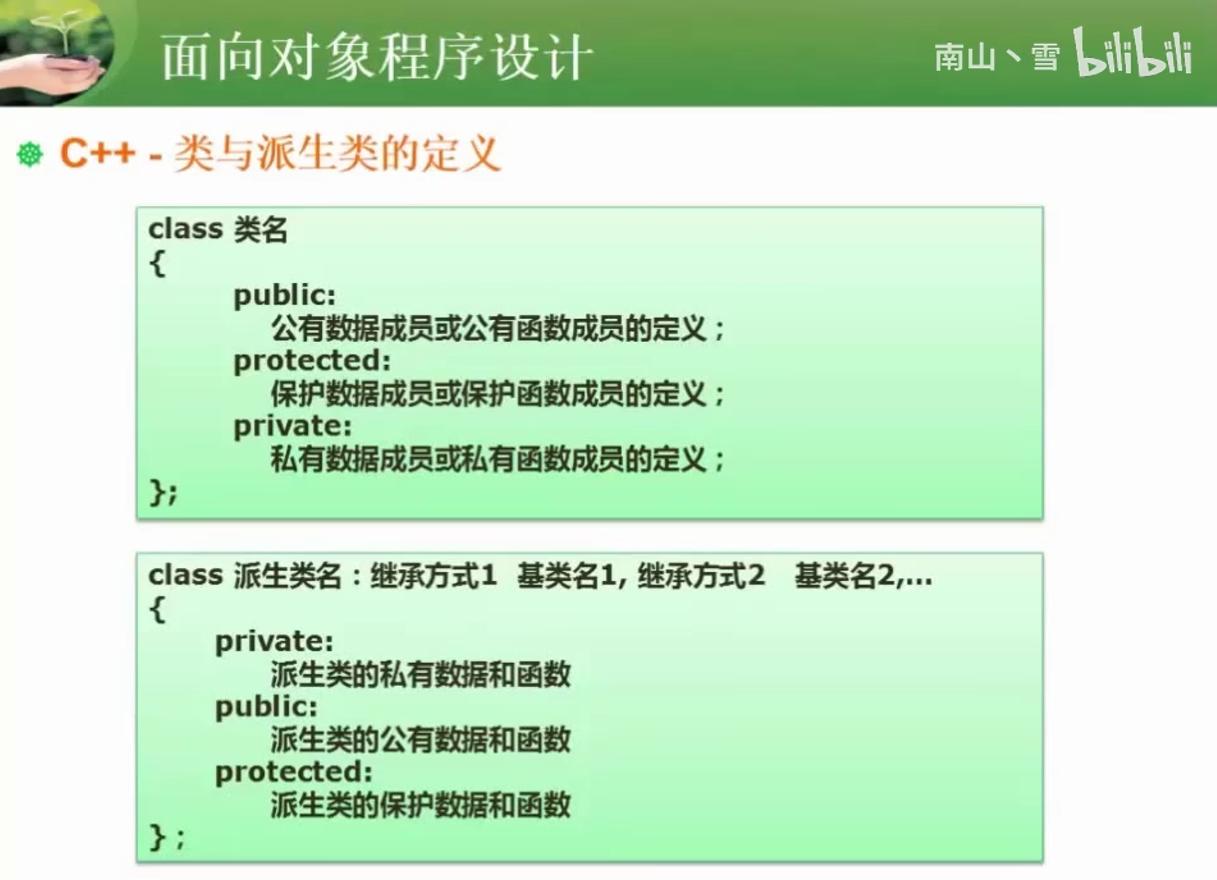 面向对象程序设计
南山丶雪 bilibili
C++ - 类与派生类的定义
class 类名
{
public:
公有数据成员或公有函数成员的定义；
protected:
保护数据成员或保护函数成员的定义；
private:
私有数据成员或私有函数成员的定义；
};
class 派生类名：继承方式1 基类名1, 继承方式2 基类名2,...
{
private:
派生类的私有数据和函数
public:
派生类的公有数据和函数
protected:
派生类的保护数据和函数
}；